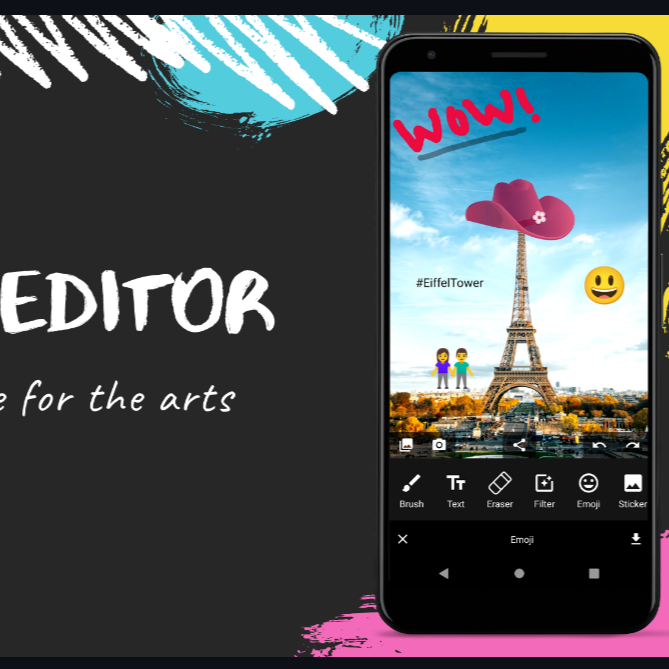 EDITOR
for the arts
WOW!
#EiffelTower
Brush
Text
Eraser
Filter
Emoji
Sticker
Emoji